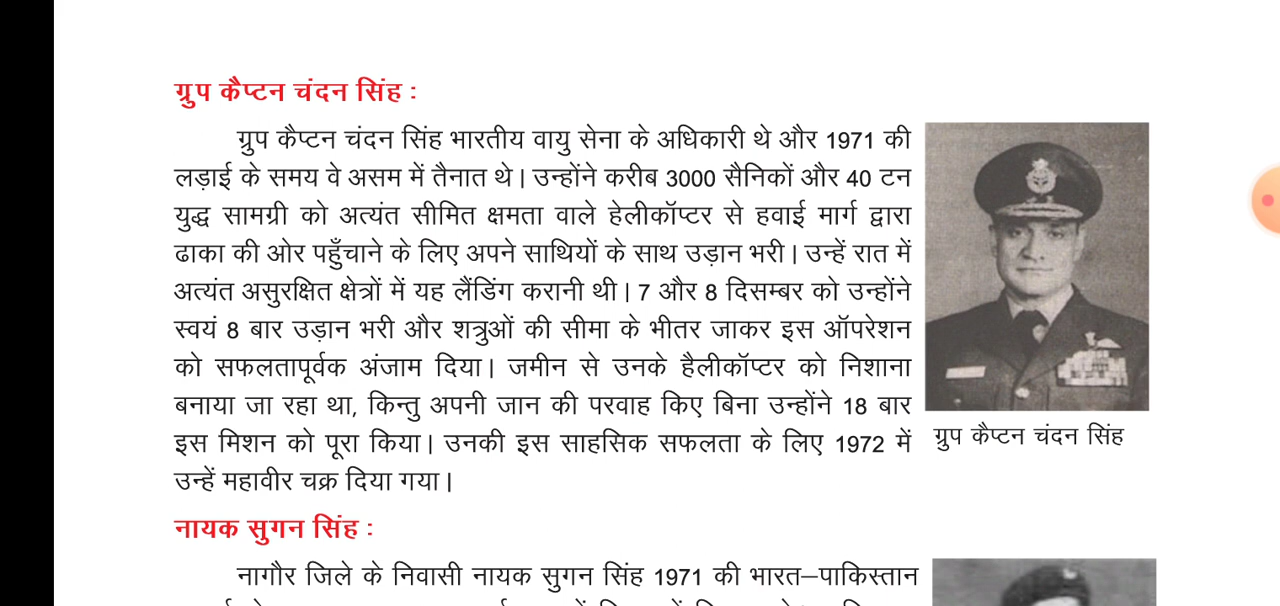 ग्रुप कैप्टन चंदन सिंह :
ग्रुप कैप्टन चंदन सिंह भारतीय वायु सेना के अधिकारी थे और 1971 की
लड़ाई के समय वे असम में तैनात थे। उन्होंने करीब 3000 सैनिकों और 40 टन
युद्ध सामग्री को अत्यंत सीमित क्षमता वाले हेलीकॉप्टर से हवाई मार्ग द्वारा
ढाका की ओर पहुँचाने के लिए अपने साथियों के साथ उड़ान भरी। उन्हें रात में
अत्यंत असुरक्षित क्षेत्रों में यह लैंडिंग करानी थी। 7 और 8 दिसम्बर को उन्होंने
स्वयं 8 बार उड़ान भरी और शत्रुओं की सीमा के भीतर जाकर इस ऑपरेशन
को सफलतापूर्वक अंजाम दिया। जमीन से उनके हैलीकॉप्टर को निशाना
बनाया जा रहा था, किन्तु अपनी जान की परवाह किए बिना उन्होंने 18 बार
इस मिशन को पूरा किया। उनकी इस साहसिक सफलता के लिए 1972 में
उन्हें महावीर चक्र दिया गया।
ग्रुप कैप्टन चंदन सिंह
नायक सुगन सिंह :
नागौर जिले के निवासी नायक सुगन सिंह 1971 की भारत–पाकिस्तान